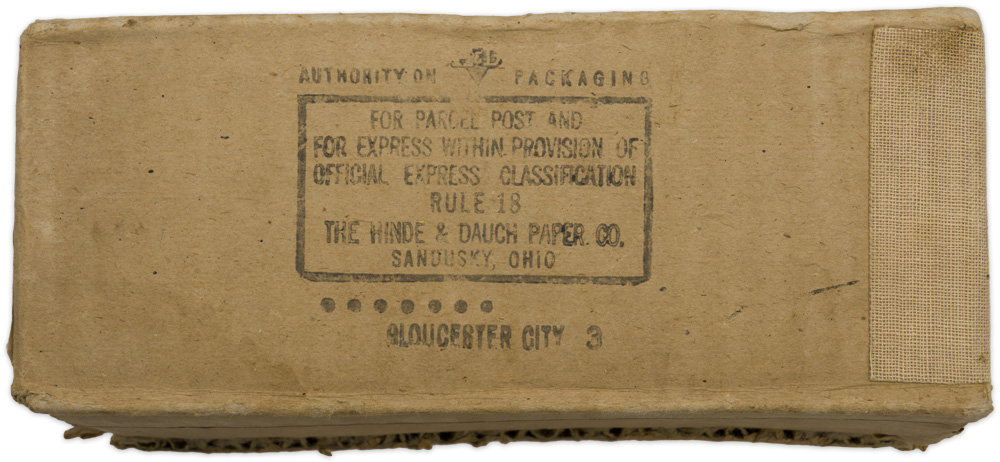 AUTHORITY ON PACKAGING
FOR PARCEL POST AND
FOR EXPRESS WITHIN PROVISION OF
OFFICIAL EXPRESS CLASSIFICATION
RULE 18
THE HINDE & DAUCH PAPER CO.
SANDUSKY, OHIO
GLOUCESTER CITY 3